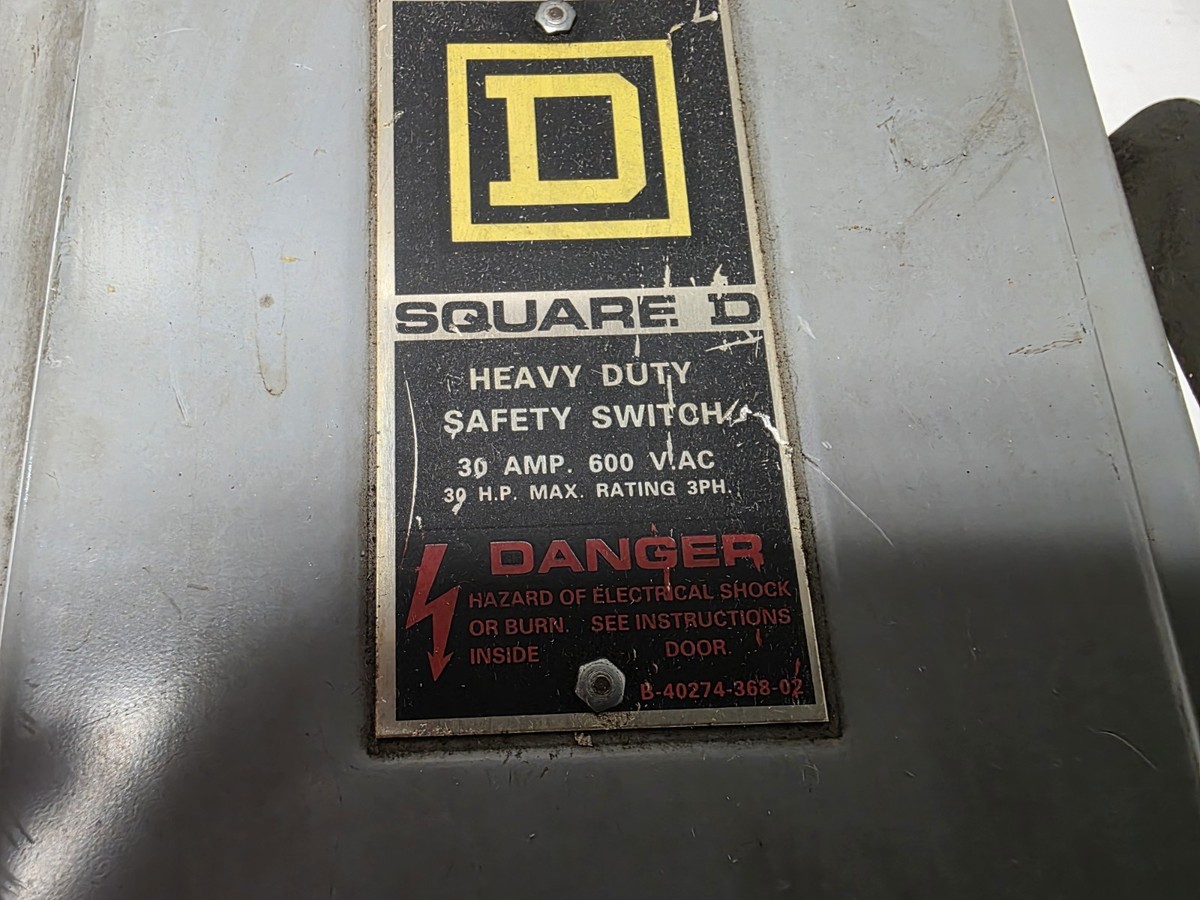 D
SQUARE D
HEAVY DUTY
SAFETY SWITCH
30 AMP. 600 V.AC
30 H.P. MAX. RATING 3PH.
DANGER
HAZARD OF ELECTRICAL SHOCK
OR BURN. SEE INSTRUCTIONS
INSIDE DOOR.
B-40274-368-02